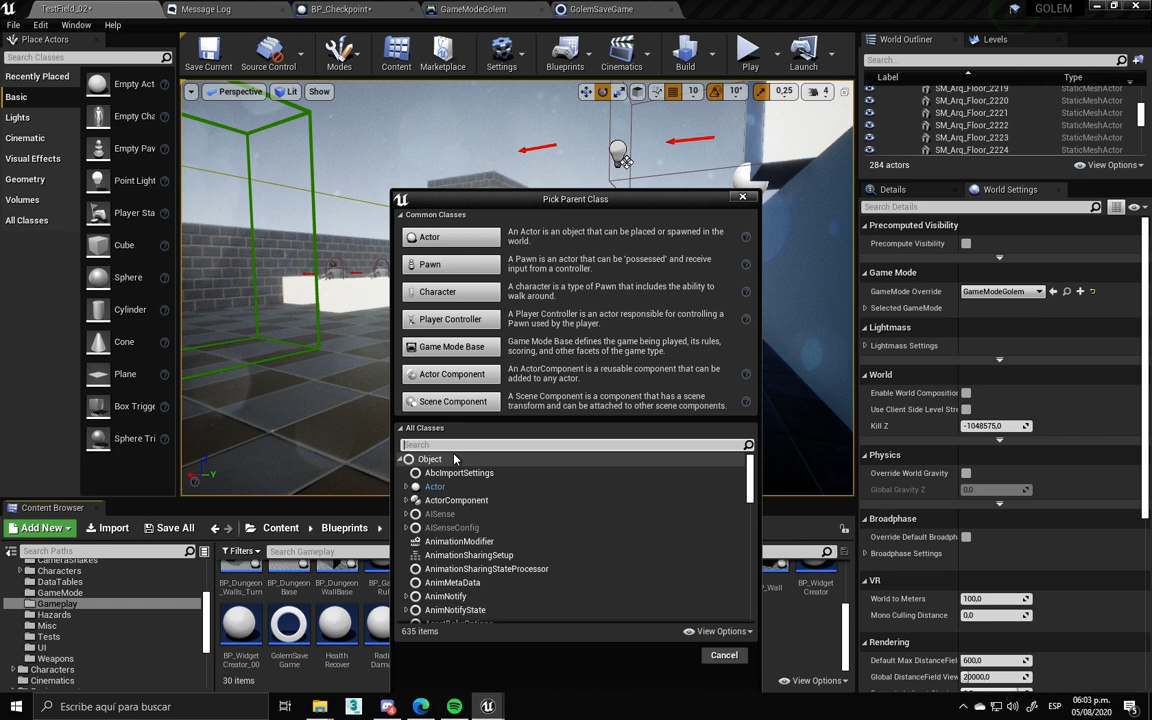 TestField_02*
Message Log
BP_Checkpoint*
GameModeGolem
GolemSaveGame
GOLEM
File Edit Window Help
Place Actors
Search Classes
Recently Placed
Basic
Lights
Cinematic
Visual Effects
Geometry
Volumes
All Classes
Empty Act
Empty Cha
Empty Paw
Point Light
Player Sta
Cube
Sphere
Cylinder
Cone
Plane
Box Trigge
Sphere Tri
Save Current
Source Control
Modes
Content
Marketplace
Settings
Blueprints
Cinematics
Build
Play
Launch
Perspective
Lit
Show
10
10°
0,25
4
World Outliner
Levels
Search...
Label
Type
SM_Arq_Floor_2219 StaticMeshActor
SM_Arq_Floor_2220 StaticMeshActor
SM_Arq_Floor_2221 StaticMeshActor
SM_Arq_Floor_2222 StaticMeshActor
SM_Arq_Floor_2223 StaticMeshActor
SM_Arq_Floor_2224 StaticMeshActor
284 actors
View Options
Details
World Settings
Search Details
Precomputed Visibility
Precompute Visibility
Game Mode
GameMode Override
GameModeGolem
Selected GameMode
Lightmass
Lightmass Settings
World
Enable World Composition
Use Client Side Level Stre
Kill Z
-1048575,0
Physics
Override World Gravity
Global Gravity Z
0,0
Broadphase
Override Default Broadph
Broadphase Settings
VR
World to Meters
100,0
Mono Culling Distance
0,0
Rendering
Default Max DistanceFiel
600,0
Global DistanceField View
20000,0
Pick Parent Class
Common Classes
Actor
An Actor is an object that can be placed or spawned in the
world.
Pawn
A Pawn is an actor that can be 'possessed' and receive
input from a controller.
Character
A character is a type of Pawn that includes the ability to
walk around.
Player Controller
A Player Controller is an actor responsible for controlling a
Pawn used by the player.
Game Mode Base
Game Mode Base defines the game being played, its rules,
scoring, and other facets of the game type.
Actor Component
An ActorComponent is a reusable component that can be
added to any actor.
Scene Component
A Scene Component is a component that has a scene
transform and can be attached to other scene components.
All Classes
Search
Object
AbcImportSettings
Actor
ActorComponent
AISense
AISenseConfig
AnimationModifier
AnimationSharingSetup
AnimationSharingStateProcessor
AnimMetaData
AnimNotify
AnimNotifyState
635 items
View Options
Cancel
Content Browser
Add New
Import
Save All
Content
Blueprints
Search Paths
Filters
Search Gameplay
CameraShakes
Characters
DataTables
GameMode
Gameplay
Hazards
Misc
Tests
UI
Weapons
Characters
Cinematics
BP_Dungeon
_Walls_Turn
BP_Dungeon
Base
BP_Dungeon
WallBase
BP_Ga
Ru
_Wall
BP_Widget
Creator
BP_Widget
Creator_00
GolemSave
Game
Health
Recover
Radi
Dama
30 items
View Options
Escribe aquí para buscar
ESP
06:03 p.m.
05/08/2020
5